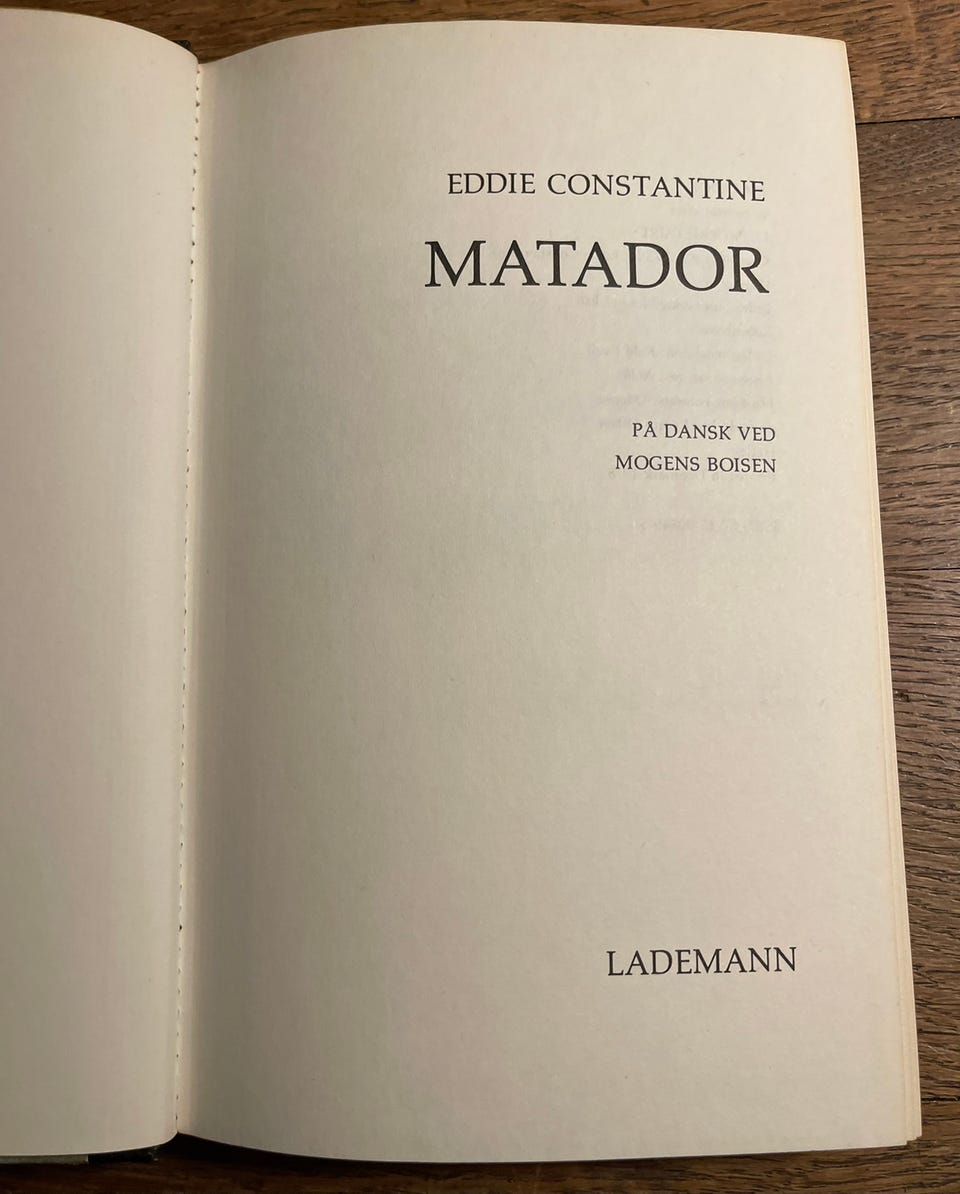 EDDIE CONSTANTINE
MATADOR
PÅ DANSK VED
MOGENS BOISEN
LADEMANN